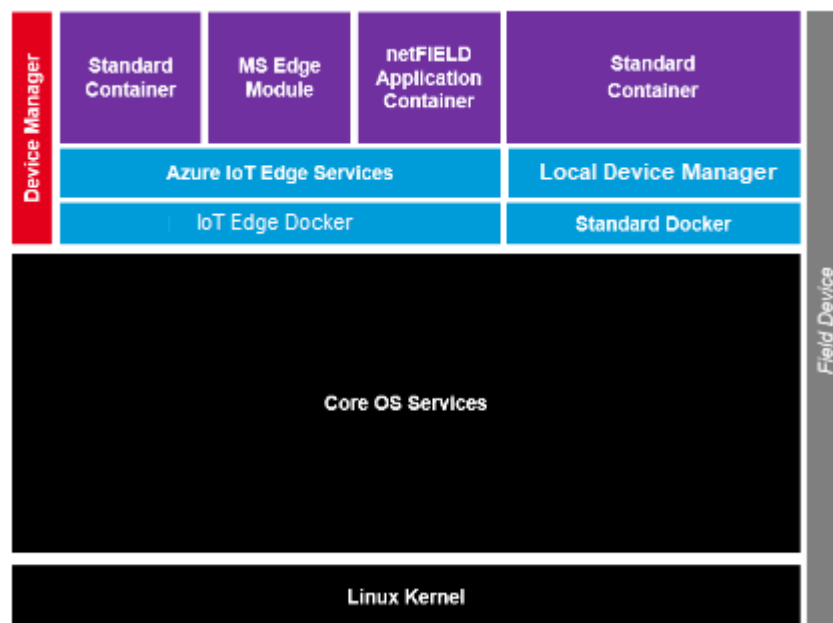 Device Manager
Standard
Container
MS Edge
Module
netFIELD
Application
Container
Standard
Container
Azure IoT Edge Services
Local Device Manager
IoT Edge Docker
Standard Docker
Core OS Services
Field Device
Linux Kernel